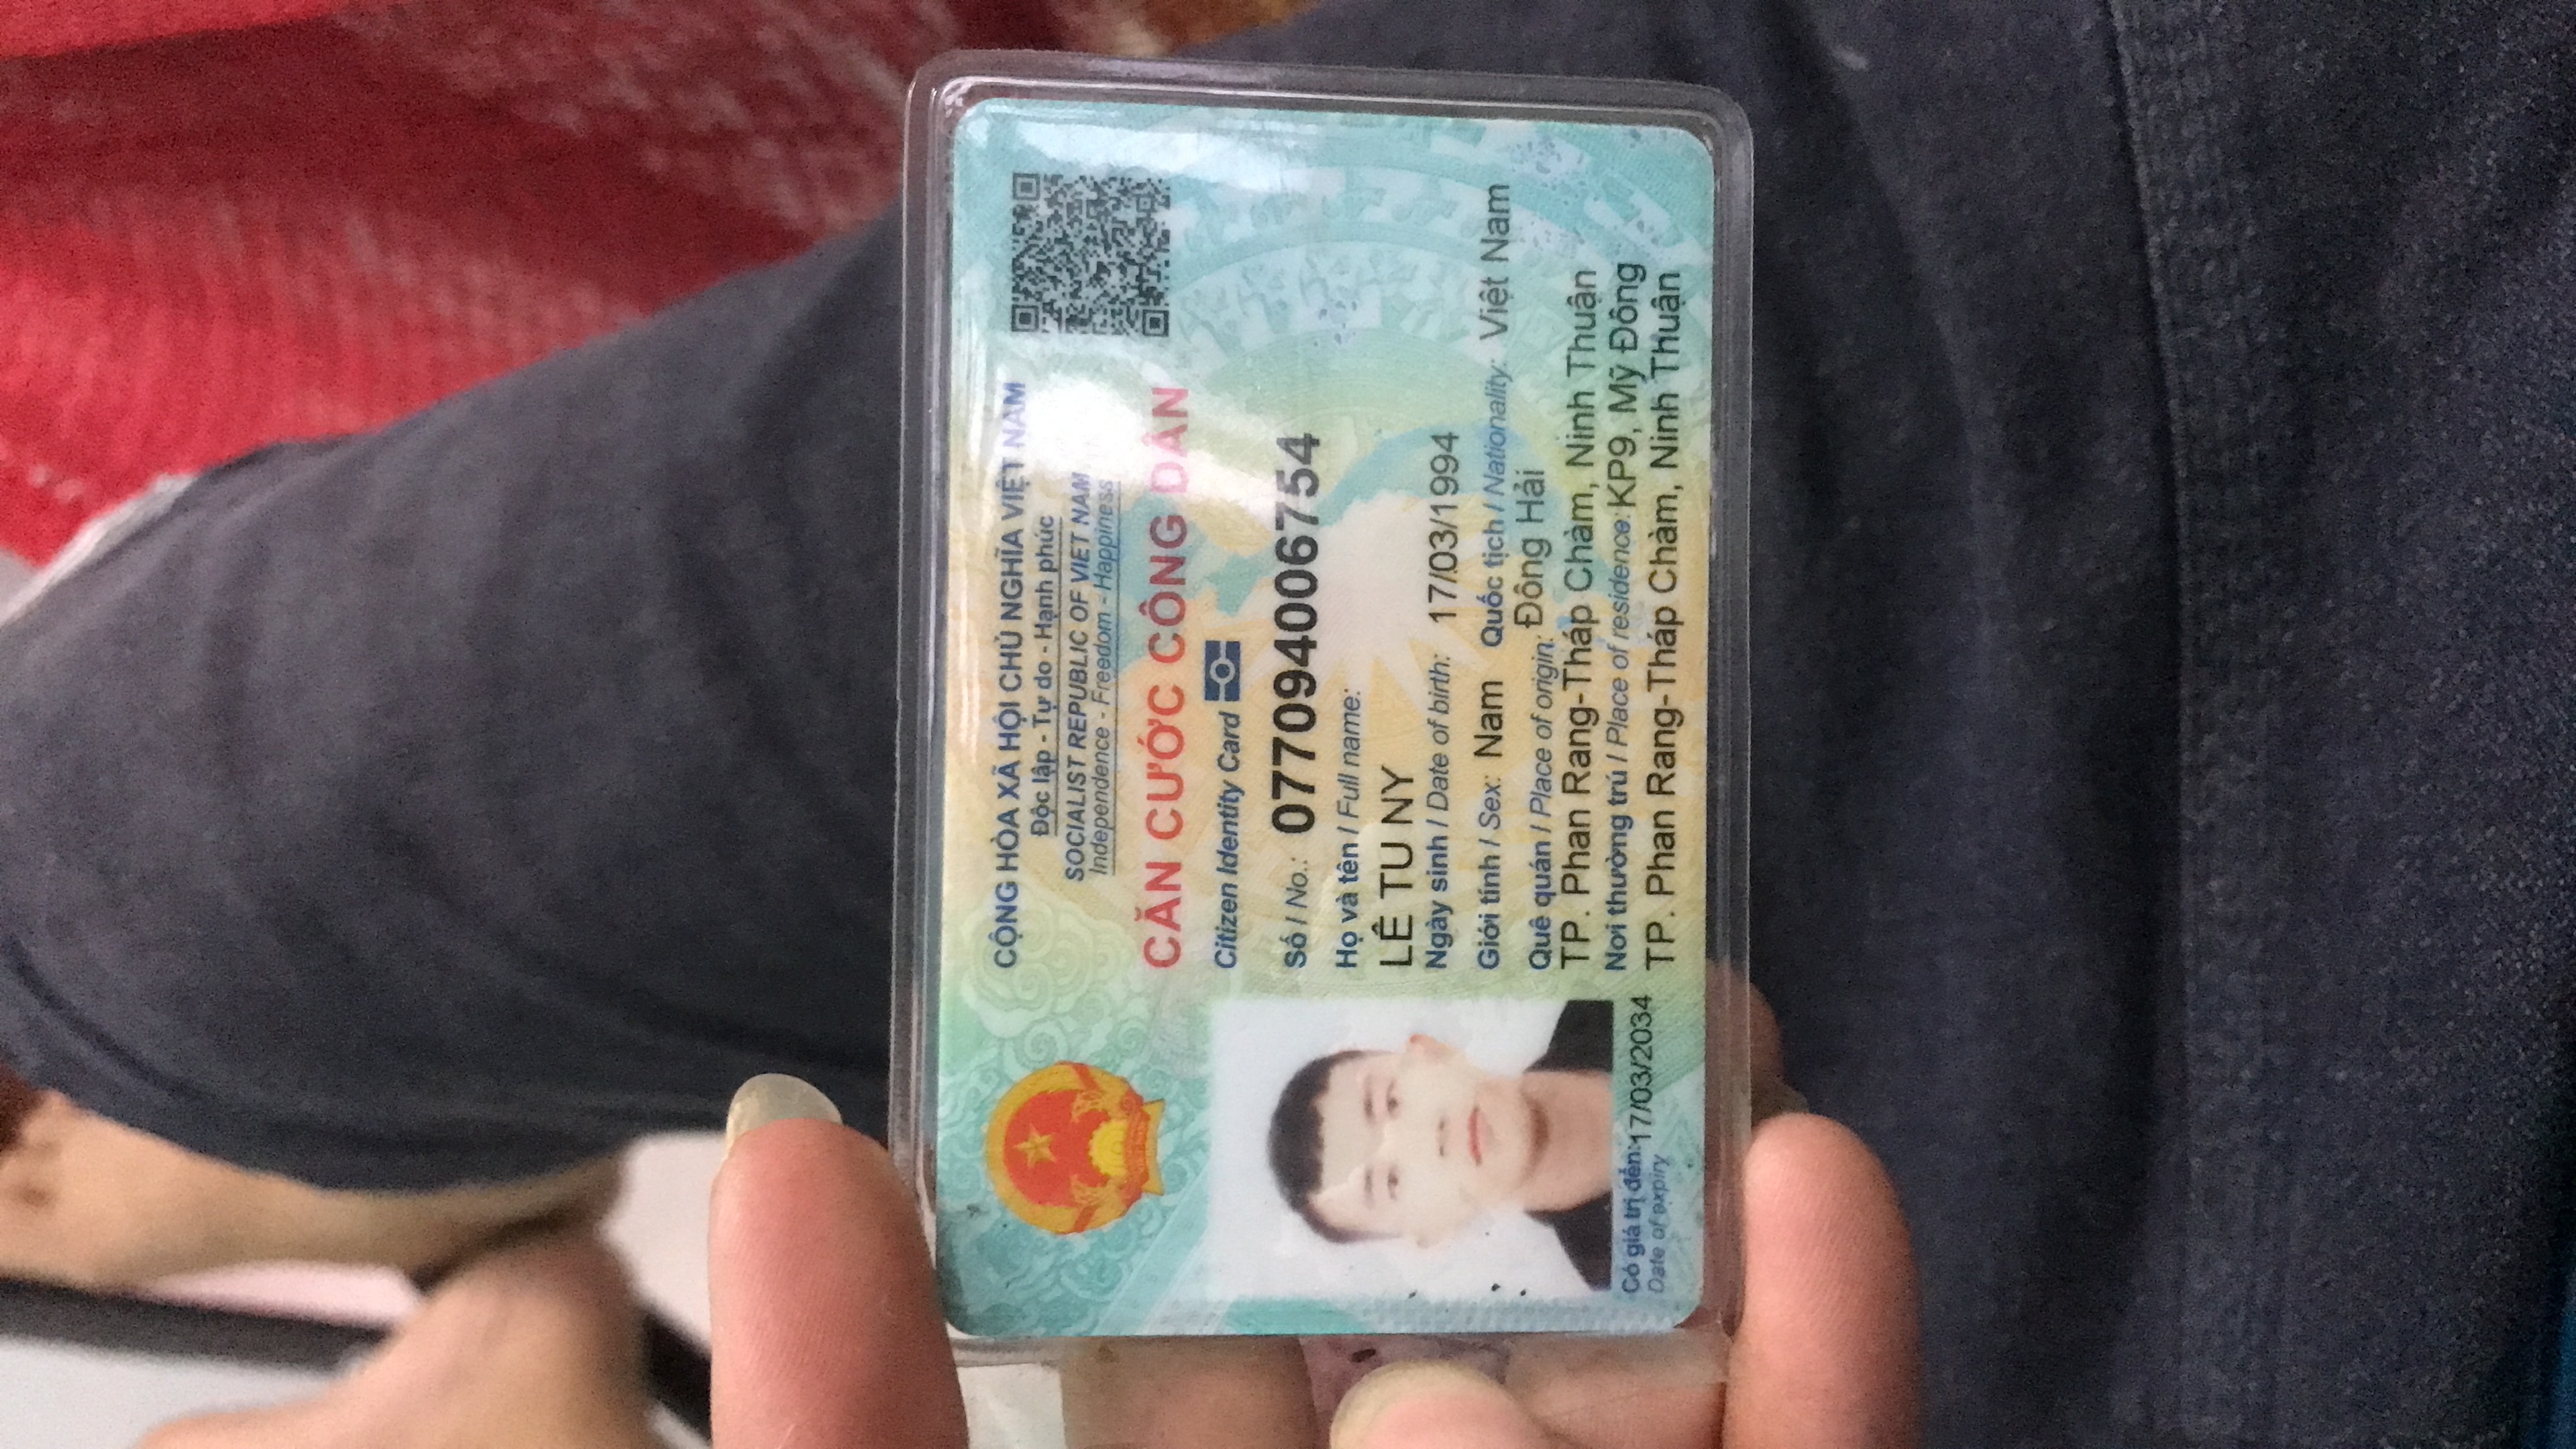 CỘNG HÒA XÃ HỘI CHỦ NGHĨA VIỆT NAM
Độc lập - Tự do - Hạnh phúc
SOCIALIST REPUBLIC OF VIET NAM
Independence - Freedom - Happiness
CĂN CƯỚC CÔNG DÂN
Citizen Identity Card
Số / No.: 077094006754
Họ và tên / Full name:
LÊ TU NY
Ngày sinh / Date of birth: 17/03/1994
Giới tính / Sex: Nam Quốc tịch / Nationality: Việt Nam
Quê quán / Place of origin: Đông Hải
TP. Phan Rang-Tháp Chàm, Ninh Thuận
Nơi thường trú / Place of residence: KP9, Mỹ Đông
TP. Phan Rang-Tháp Chàm, Ninh Thuận
Có giá trị đến: 17/03/2034
Date of expiry